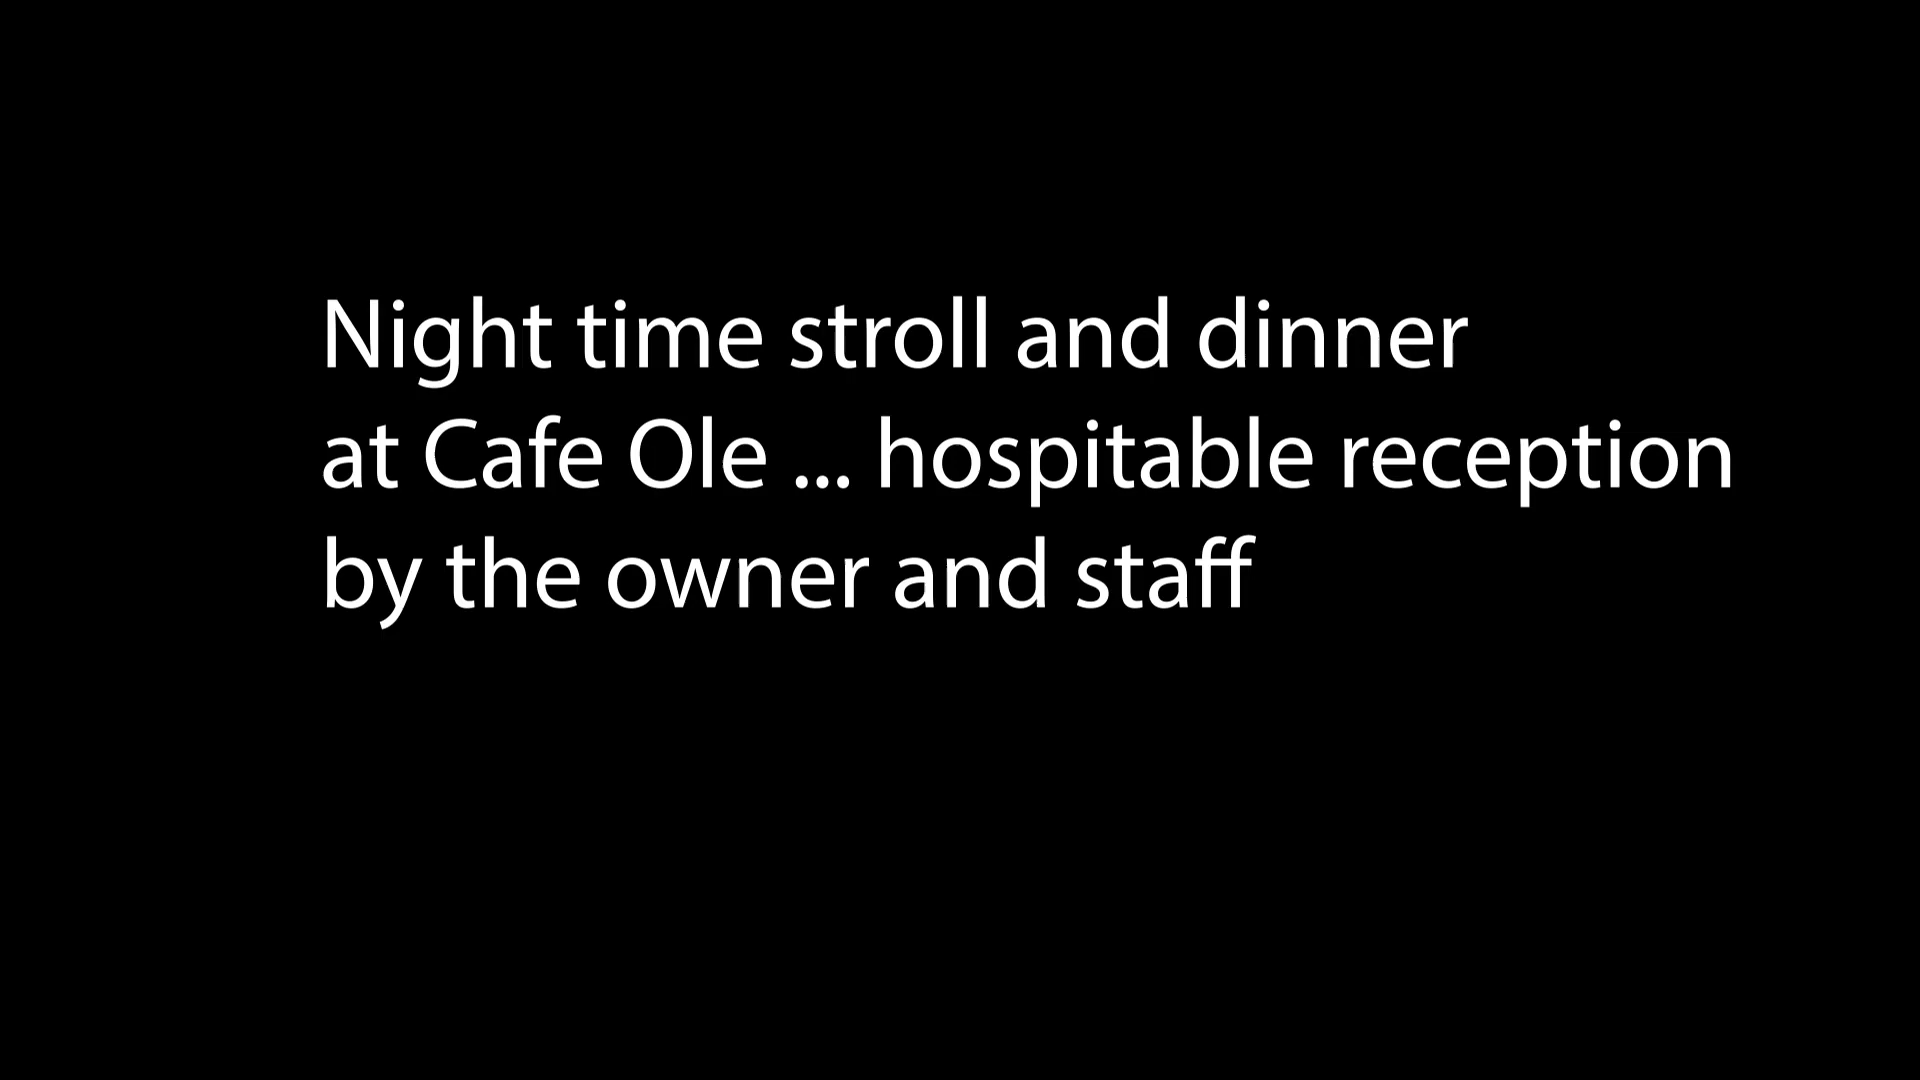 Night time stroll and dinner
at Cafe Ole ... hospitable reception
by the owner and staff